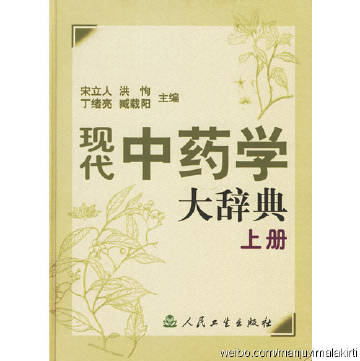 宋立人 洪恂
丁绪亮 臧载阳 主编
现代中药学
大辞典
上册
人民卫生出版社
weibo.com/mamuyimalakirti